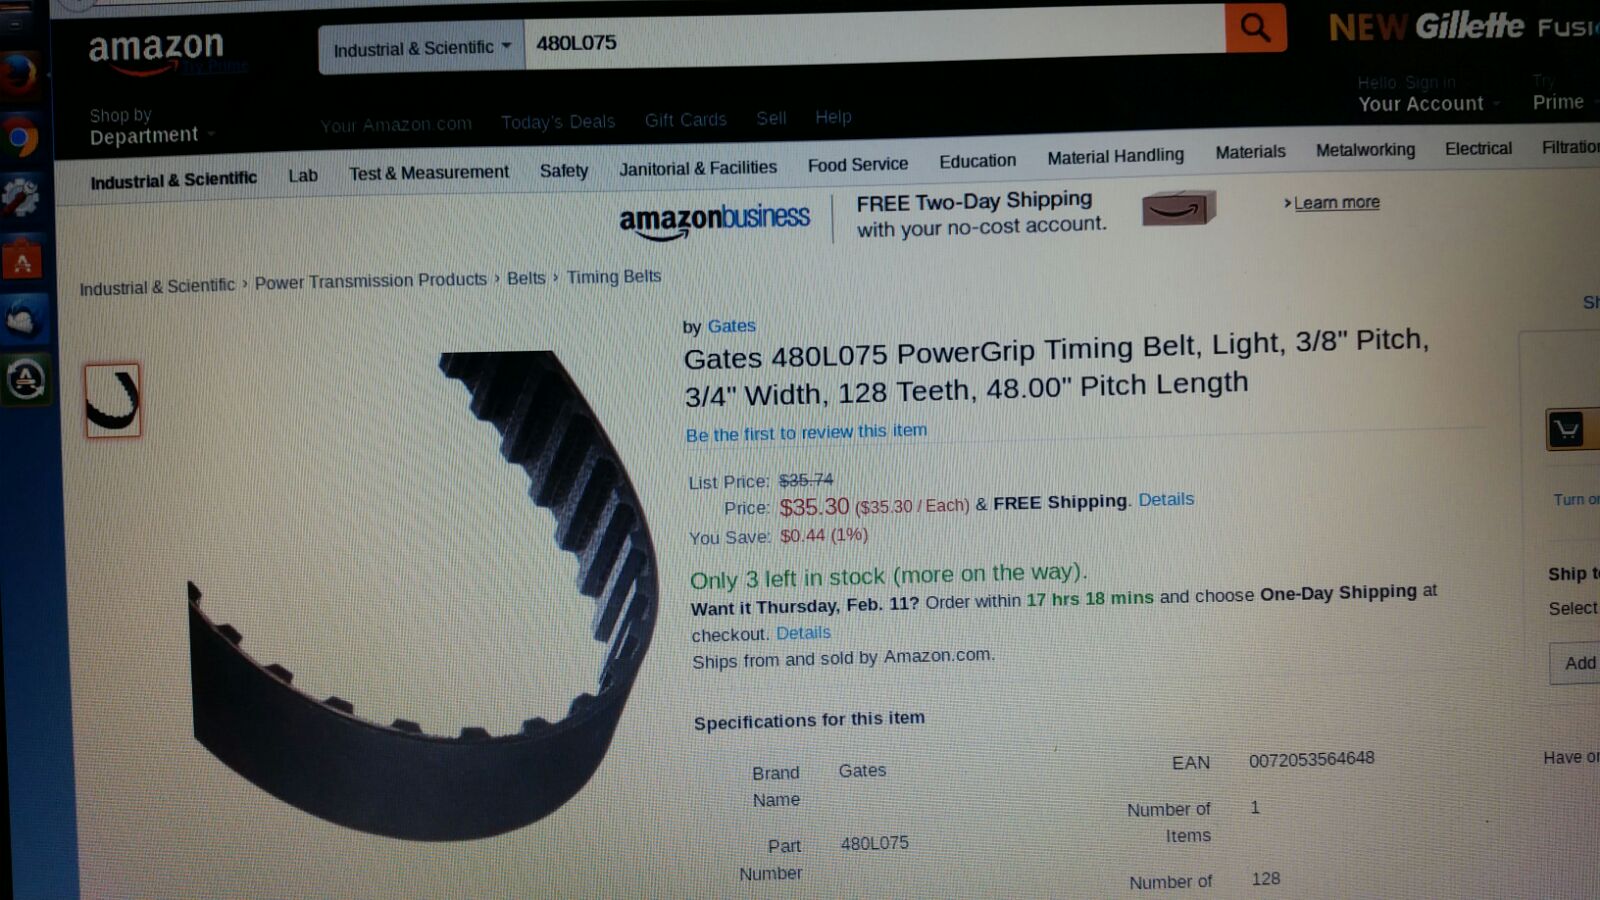 amazon
Try Prime
Industrial & Scientific
480L075
NEW Gillette FUSI
Shop by
Department
Your Amazon.com Today's Deals Gift Cards Sell Help
Hello. Sign in
Your Account
Try
Prime
Industrial & Scientific Lab Test & Measurement Safety Janitorial & Facilities Food Service Education Material Handling Materials Metalworking Electrical Filtratio
amazonbusiness
FREE Two-Day Shipping
with your no-cost account.
› Learn more
Industrial & Scientific › Power Transmission Products › Belts › Timing Belts
Sh
by Gates
Gates 480L075 PowerGrip Timing Belt, Light, 3/8" Pitch,
3/4" Width, 128 Teeth, 48.00" Pitch Length
Be the first to review this item
List Price: $35.74
Price: $35.30 ($35.30 / Each) & FREE Shipping. Details
You Save: $0.44 (1%)
Turn on
Only 3 left in stock (more on the way).
Want it Thursday, Feb. 11? Order within 17 hrs 18 mins and choose One-Day Shipping at
checkout. Details
Ships from and sold by Amazon.com.
Ship to
Select
Add
Specifications for this item
Brand
Name
Gates
EAN 0072053564648
Have on
Number of
Items
1
Part
Number
480L075
Number of 128